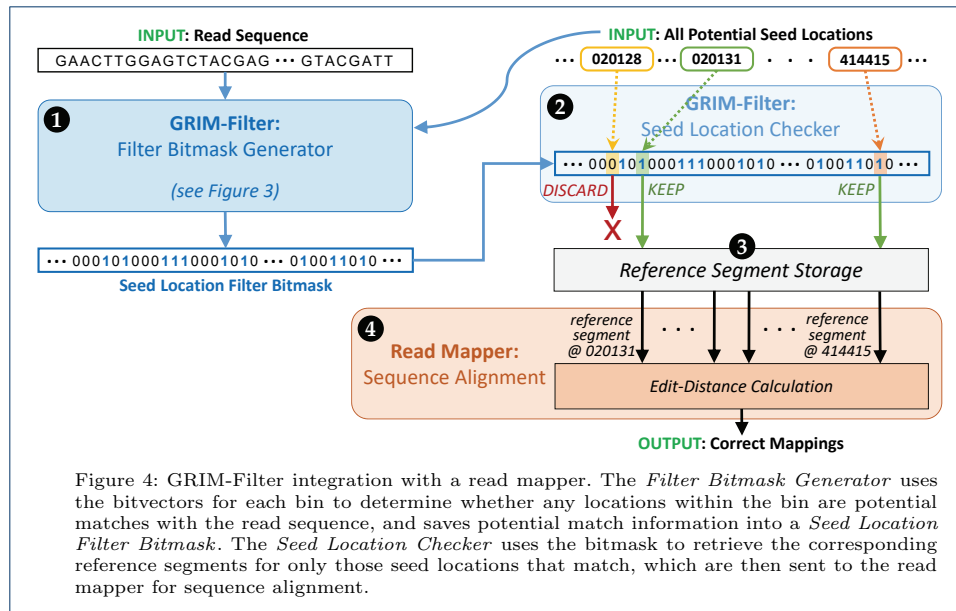 INPUT: Read Sequence
GAACTTGGAGTCTACGAG ··· GTACGATT
1
GRIM-Filter:
Filter Bitmask Generator
(see Figure 3)
··· 0001010001110001010 ··· 010011010 ···
Seed Location Filter Bitmask
INPUT: All Potential Seed Locations
··· 020128 ··· 020131 · · · 414415 ···
2
GRIM-Filter:
Seed Location Checker
··· 0001010001110001010 ··· 010011010 ···
DISCARD KEEP KEEP
X
3
Reference Segment Storage
4
Read Mapper:
Sequence Alignment
reference
segment
@ 020131
· · · · · ·
reference
segment
@ 414415
Edit-Distance Calculation
OUTPUT: Correct Mappings
Figure 4: GRIM-Filter integration with a read mapper. The Filter Bitmask Generator uses
the bitvectors for each bin to determine whether any locations within the bin are potential
matches with the read sequence, and saves potential match information into a Seed Location
Filter Bitmask. The Seed Location Checker uses the bitmask to retrieve the corresponding
reference segments for only those seed locations that match, which are then sent to the read
mapper for sequence alignment.